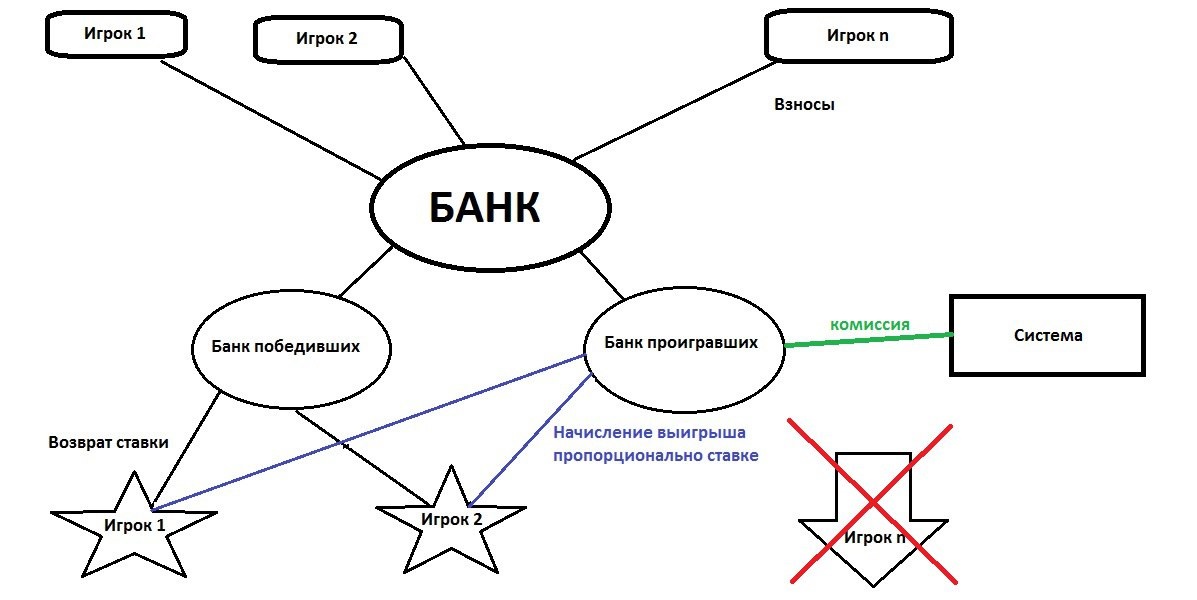 Игрок 1
Игрок 2
Игрок n
Взносы
БАНК
Банк победивших
Банк проигравших
комиссия
Система
Возврат ставки
Начисление выигрыша
пропорционально ставке
Игрок 1
Игрок 2
Игрок n